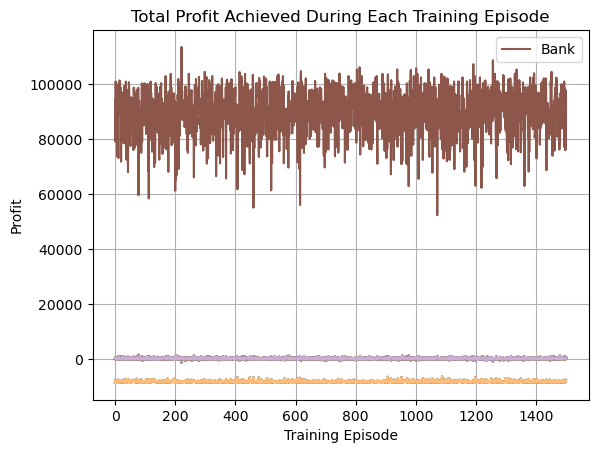 Total Profit Achieved During Each Training Episode
Bank
100000
80000
60000
40000
20000
0
Profit
0 200 400 600 800 1000 1200 1400
Training Episode